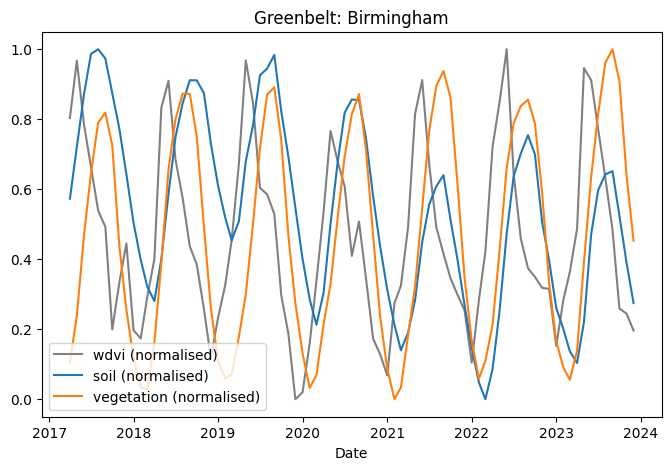 Greenbelt: Birmingham
1.0
0.8
0.6
0.4
0.2
0.0
wdvi (normalised)
soil (normalised)
vegetation (normalised)
2017 2018 2019 2020 2021 2022 2023 2024
Date